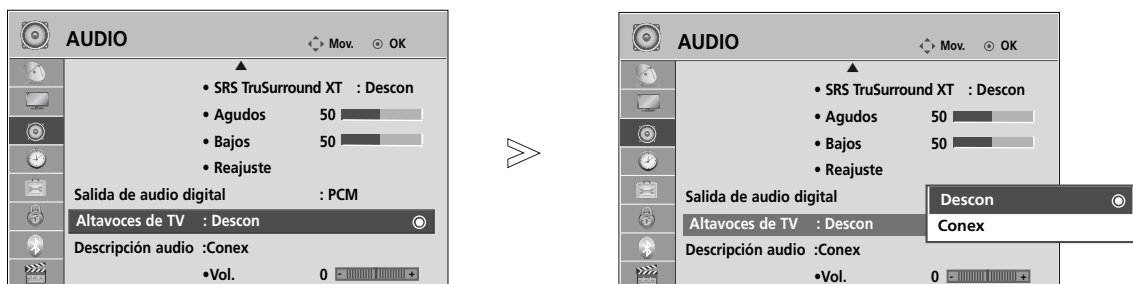 AUDIO Mov. OK
• SRS TruSurround XT : Descon
• Agudos 50
• Bajos 50
• Reajuste
Salida de audio digital : PCM
Altavoces de TV : Descon
Descripción audio :Conex
•Vol. 0 - +
AUDIO Mov. OK
• SRS TruSurround XT : Descon
• Agudos 50
• Bajos 50
• Reajuste
Salida de audio digital
Altavoces de TV : Descon
Descripción audio :Conex
•Vol. 0 - +
Descon
Conex